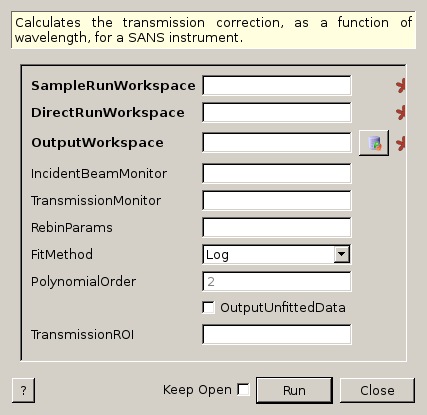 Calculates the transmission correction, as a function of
wavelength, for a SANS instrument.
SampleRunWorkspace
DirectRunWorkspace
OutputWorkspace
IncidentBeamMonitor
TransmissionMonitor
RebinParams
FitMethod Log
PolynomialOrder 2
OutputUnfittedData
TransmissionROI
? Keep Open Run Close